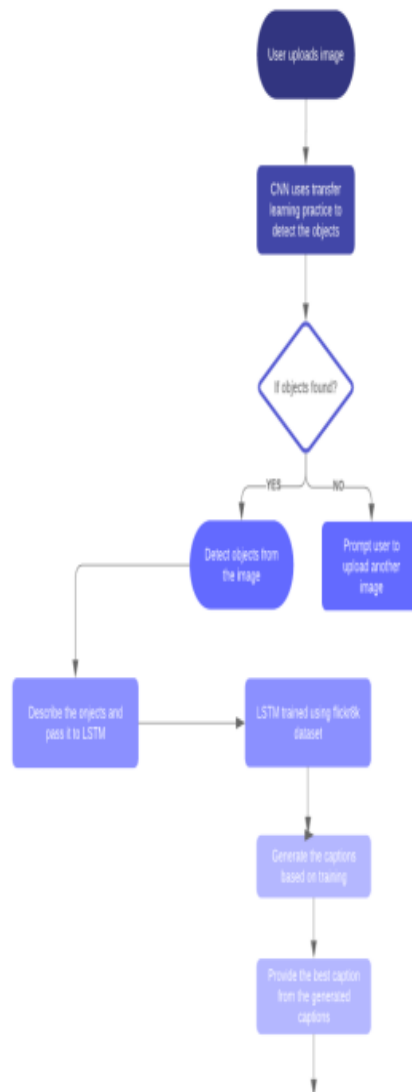 User uploads image
CNN uses transfer
learning practice to
detect the objects
If objects found?
YES
NO
Detect objects from
the image
Prompt user to
upload another
image
Describe the onjects and
pass it to LSTM
LSTM trained using flickr8k
dataset
Generate the captions
based on training
Provide the best caption
from the generated
captions